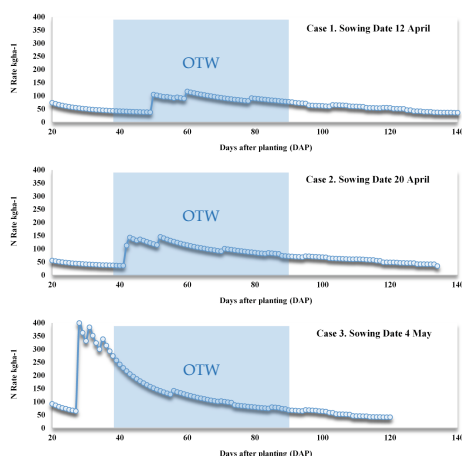 400
350
300
250
200
150
100
50
0
N Rate kgha-1
Case 1. Sowing Date 12 April
OTW
20 40 60 80 100 120 140
Days after planting (DAP)
400
350
300
250
200
150
100
50
0
N Rate kgha-1
Case 2. Sowing Date 20 April
OTW
20 40 60 80 100 120 140
Days after planting (DAP)
400
350
300
250
200
150
100
50
0
N Rate kgha-1
Case 3. Sowing Date 4 May
OTW
20 40 60 80 100 120 140
Days after planting (DAP)